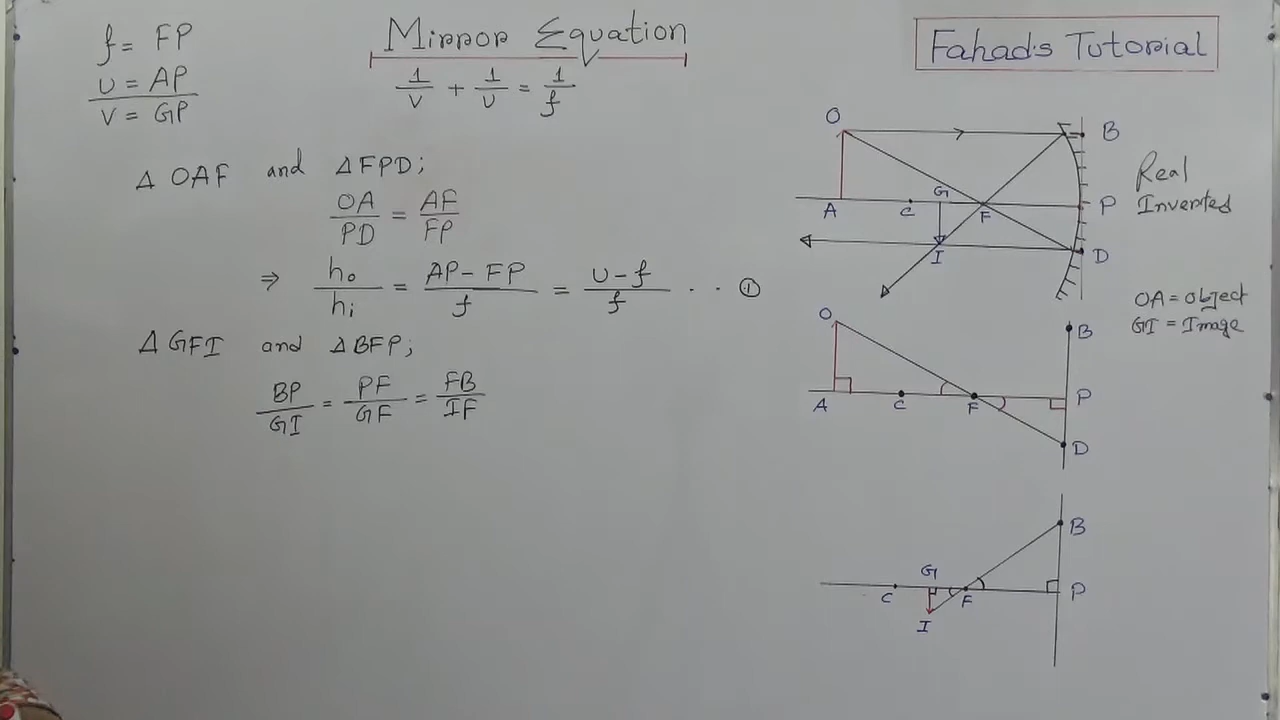 Mirror Equation
Fahad's Tutorial
f = FP
u = AP
v = GP
1/v + 1/u = 1/f
Δ OAF and Δ FPD;
OA/PD = AF/FP
⇒ ho/hi = (AP - FP)/f = (u - f)/f . . ①
Δ GFI and Δ BFP;
BP/GI = PF/GF = FB/IF
O
B
A
C
G
F
P
I
D
Real
Inverted
OA = object
GI = Image
O
B
A
C
F
P
D
B
G
C
F
P
I